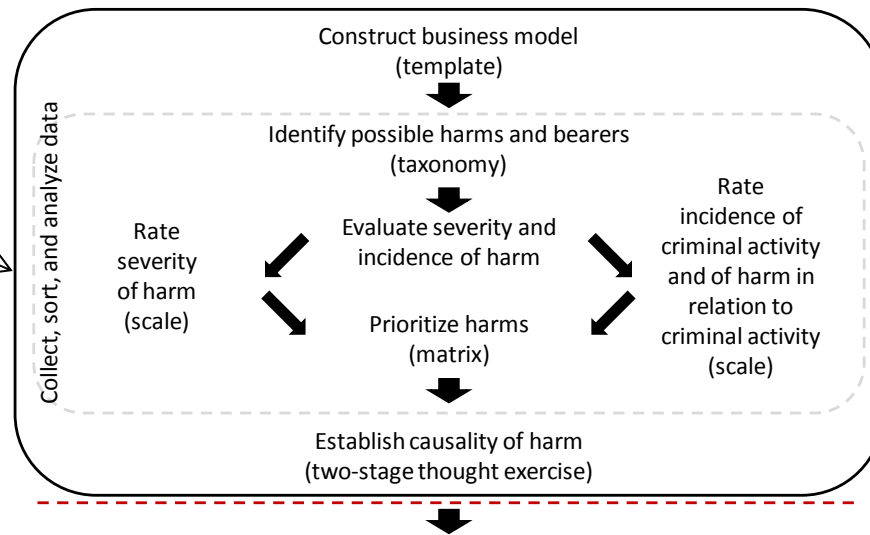 Construct business model
(template)
Collect, sort, and analyze data
Identify possible harms and bearers
(taxonomy)
Evaluate severity and
incidence of harm
Rate
severity
of harm
(scale)
Rate
incidence of
criminal activity
and of harm in
relation to
criminal activity
(scale)
Prioritize harms
(matrix)
Establish causality of harm
(two-stage thought exercise)